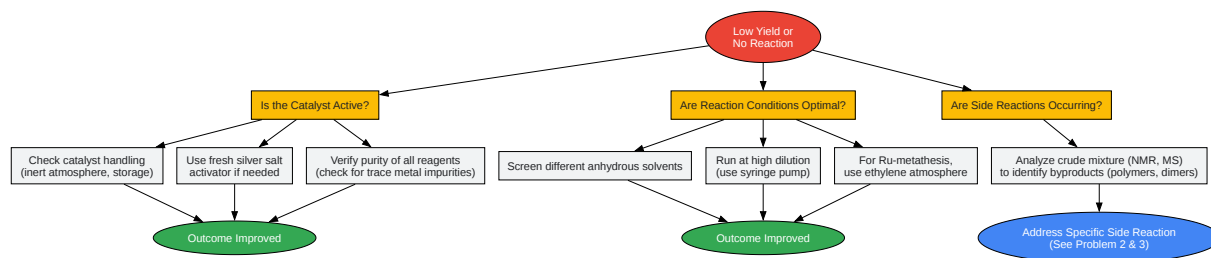 Low Yield or
No Reaction
Is the Catalyst Active?
Are Reaction Conditions Optimal?
Are Side Reactions Occurring?
Check catalyst handling
(inert atmosphere, storage)
Use fresh silver salt
activator if needed
Verify purity of all reagents
(check for trace metal impurities)
Screen different anhydrous solvents
Run at high dilution
(use syringe pump)
For Ru-metathesis,
use ethylene atmosphere
Analyze crude mixture (NMR, MS)
to identify byproducts (polymers, dimers)
Outcome Improved
Outcome Improved
Address Specific Side Reaction
(See Problem 2 & 3)